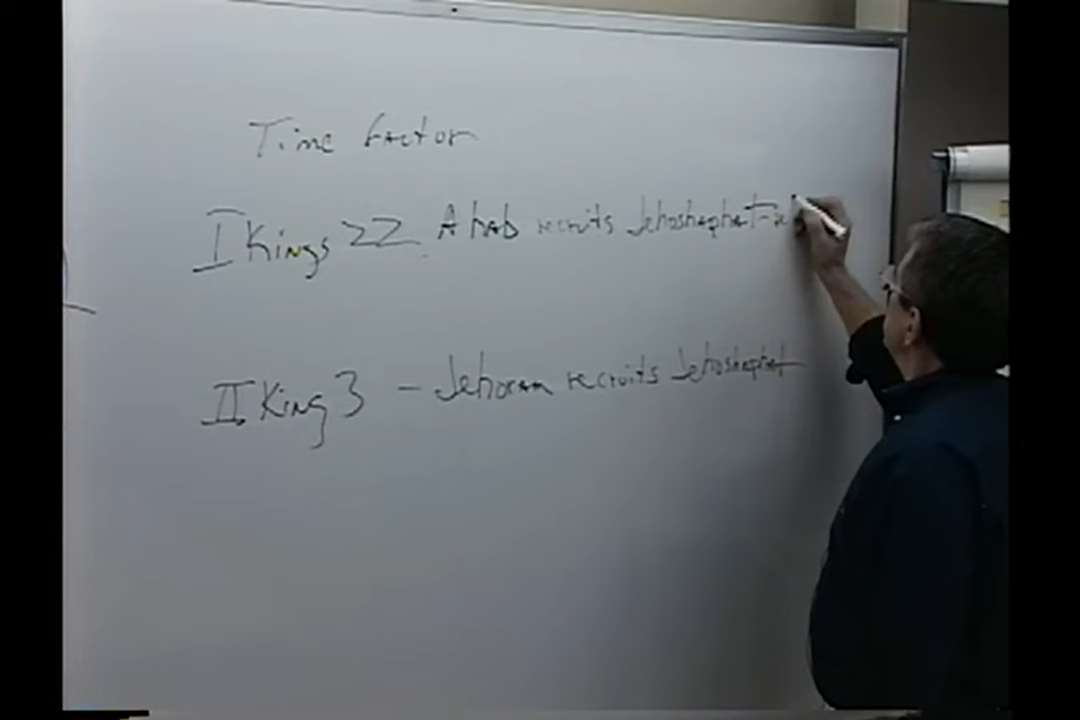 Time factor
I Kings 22 Ahab recruits Jehoshaphat
II King 3 - Jehoram recruits Jehoshaphat